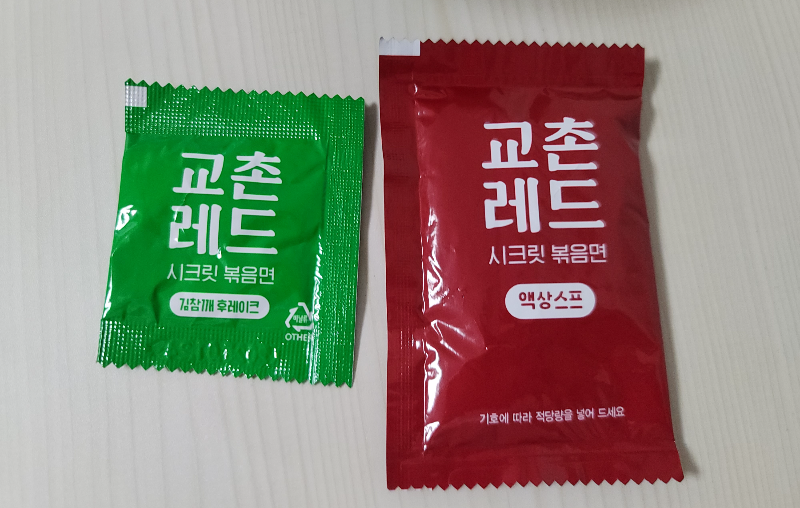 교촌
레드
시크릿 볶음면
김참깨 후레이크
OTHER
교촌
레드
시크릿 볶음면
액상스프
기호에 따라 적당량을 넣어 드세요